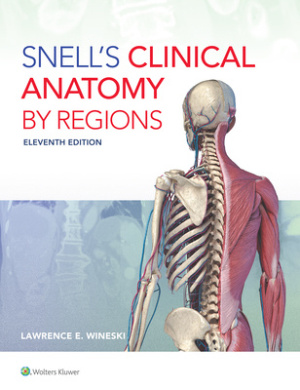 SNELL'S CLINICAL
ANATOMY
BY REGIONS
ELEVENTH EDITION
LAWRENCE E. WINESKI
Wolters Kluwer